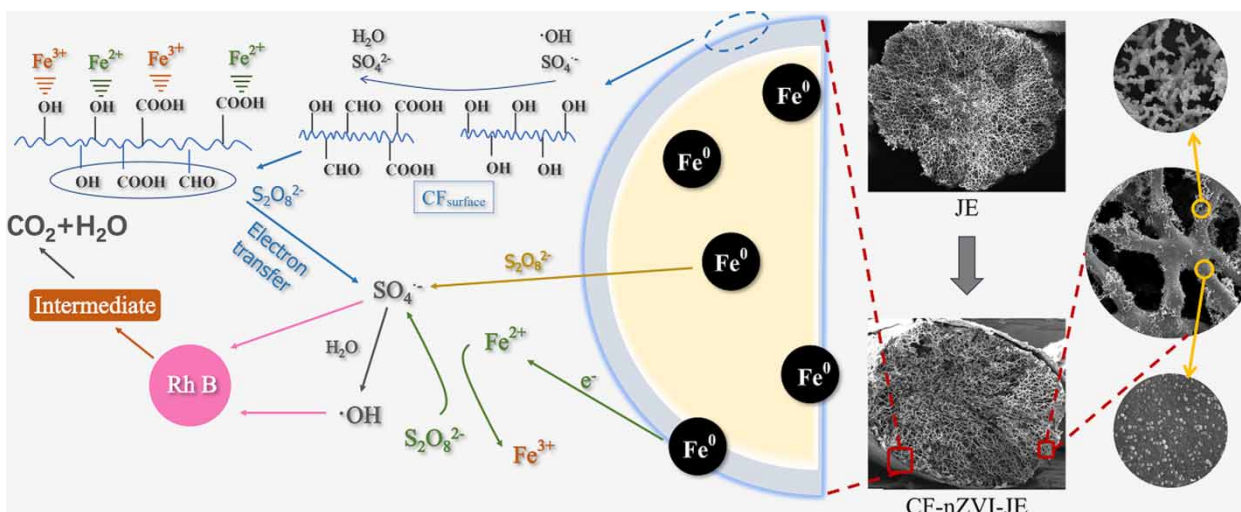 Fe³⁺ Fe²⁺ Fe³⁺ Fe²⁺
OH OH COOH COOH
OH COOH CHO
H₂O
SO₄²⁻
·OH
SO₄·⁻
OH CHO COOH
CHO COOH
OH OH OH
OH OH
CF surface
S₂O₈²⁻
Electron
transfer
CO₂+H₂O
Intermediate
Rh B
SO₄·⁻
H₂O
·OH
S₂O₈²⁻
S₂O₈²⁻
Fe²⁺
Fe³⁺
e⁻
Fe⁰
Fe⁰
Fe⁰
Fe⁰
Fe⁰
JE
CF-nZVI-JE